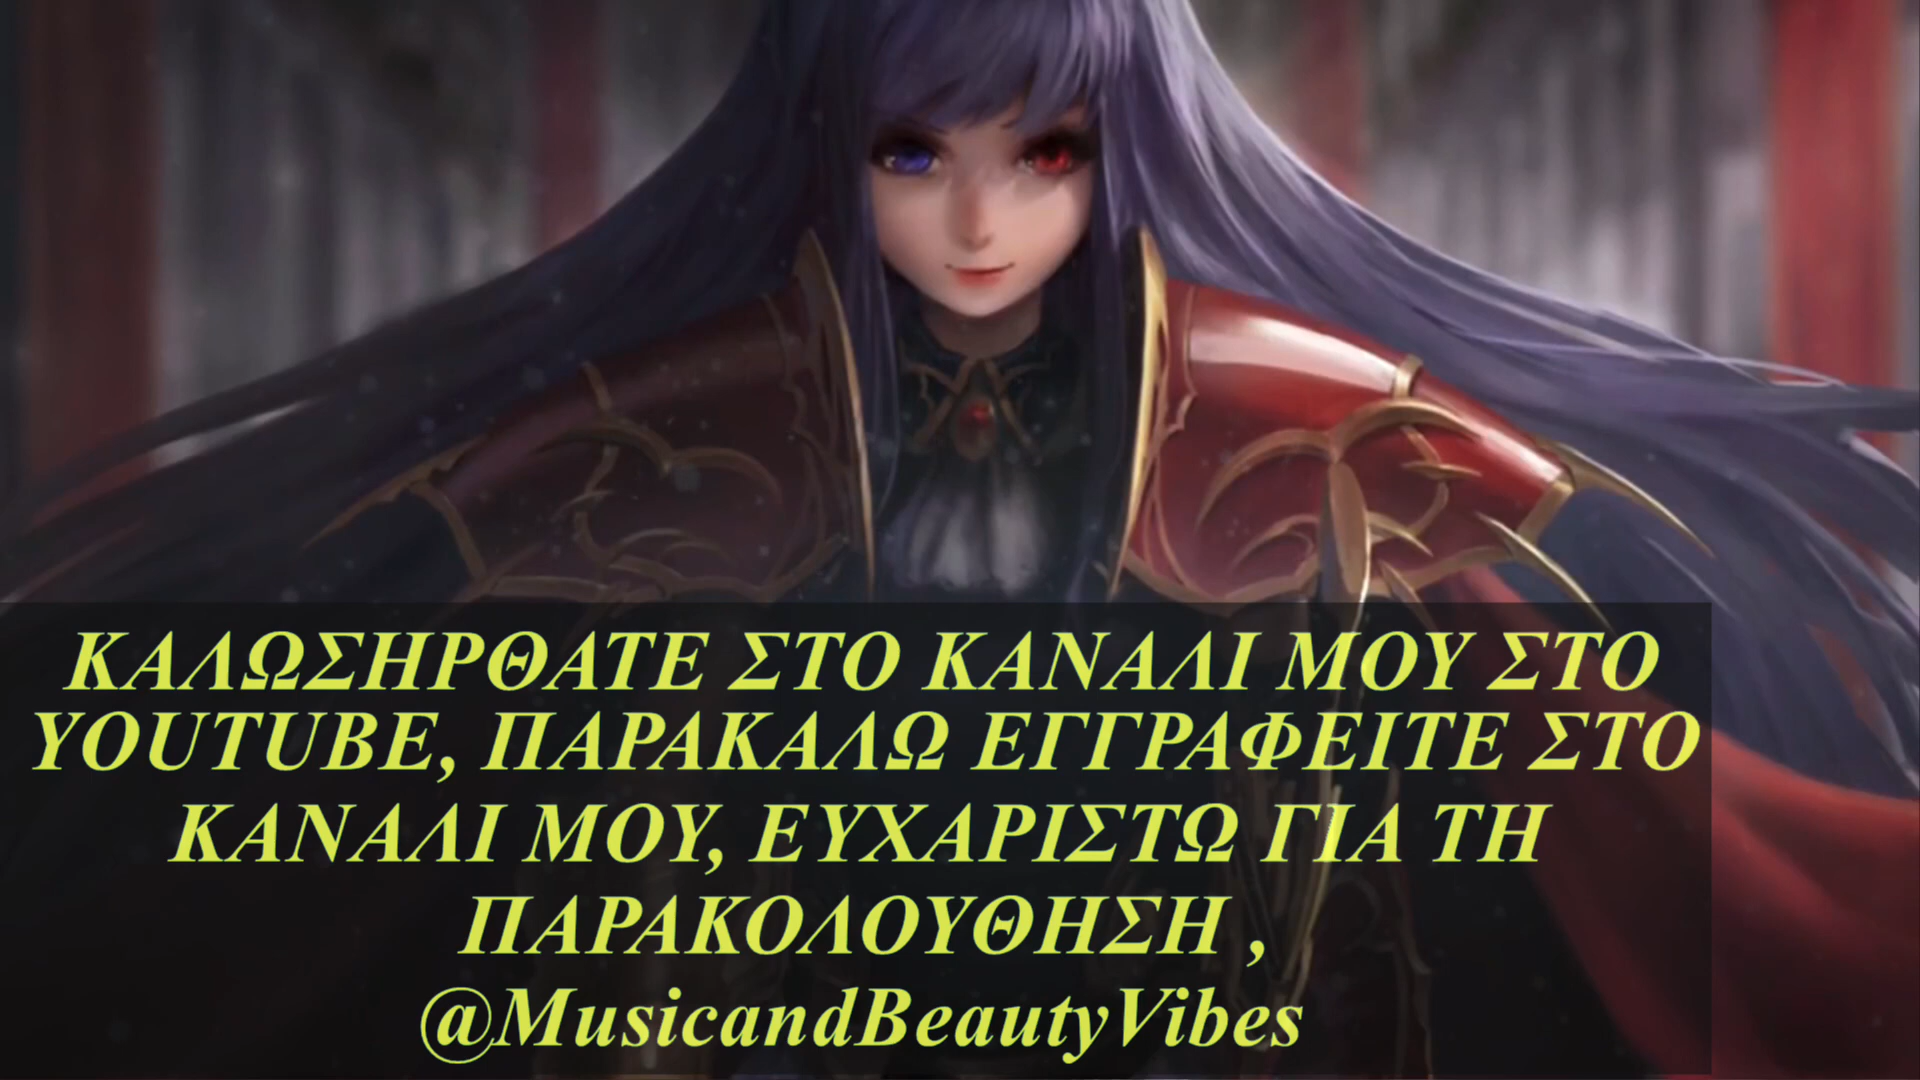 ΚΑΛΩΣΗΡΘΑΤΕ ΣΤΟ ΚΑΝΑΛΙ ΜΟΥ ΣΤΟ
YOUTUBE, ΠΑΡΑΚΑΛΩ ΕΓΓΡΑΦΕΙΤΕ ΣΤΟ
ΚΑΝΑΛΙ ΜΟΥ, ΕΥΧΑΡΙΣΤΩ ΓΙΑ ΤΗ
ΠΑΡΑΚΟΛΟΥΘΗΣΗ ,
@MusicandBeautyVibes